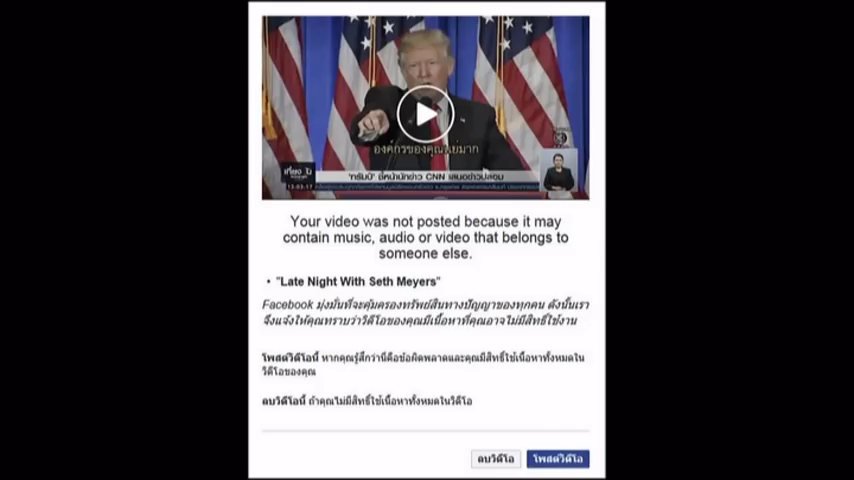 องค์กรของคุณแย่มาก
เที่ยงวัน
'ทรัมป์' ชี้หน้านักข่าว CNN เสนอข่าวปลอม
13.03.17
Your video was not posted because it may
contain music, audio or video that belongs to
someone else.
• "Late Night With Seth Meyers"
Facebook มุ่งมั่นที่จะคุ้มครองทรัพย์สินทางปัญญาของทุกคน ดังนั้นเรา
จึงแจ้งให้คุณทราบว่าวิดีโอของคุณมีเนื้อหาที่คุณอาจไม่มีสิทธิ์ใช้งาน
โพสต์วิดีโอนี้ หากคุณรู้สึกว่านี่คือข้อผิดพลาดและคุณมีสิทธิ์ใช้เนื้อหาทั้งหมดใน
วิดีโอของคุณ
ลบวิดีโอนี้ ถ้าคุณไม่มีสิทธิ์ใช้เนื้อหาทั้งหมดในวิดีโอ
ลบวิดีโอ
โพสต์วิดีโอ